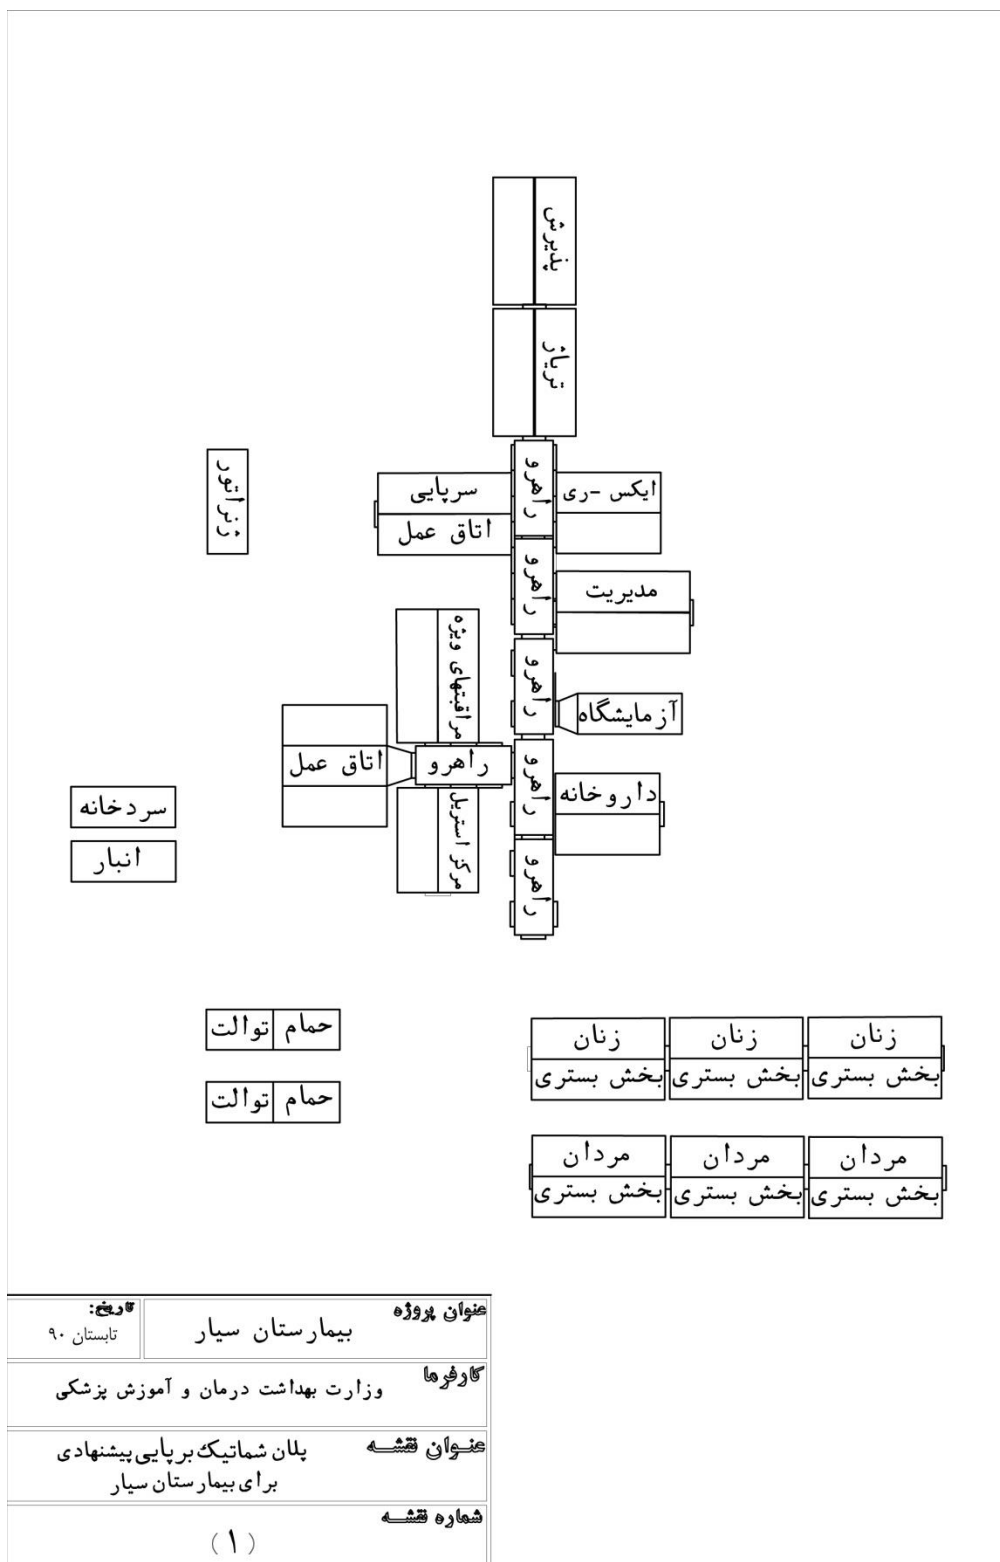 پذیرش
تریاژ
راهرو
سرپایی
اتاق عمل
ایکس -ری
ژنراتور
راهرو
مدیریت
مراقبتهای ویژه
راهرو
آزمایشگاه
اتاق عمل
راهرو
راهرو
داروخانه
سردخانه
انبار
مرکز استریل
راهرو
حمام
توالت
زنان
زنان
زنان
بخش بستری
بخش بستری
بخش بستری
حمام
توالت
مردان
مردان
مردان
بخش بستری
بخش بستری
بخش بستری
عنوان پروژه
بیمارستان سیار
تاریخ:
تابستان ۹۰
کارفرما
وزارت بهداشت درمان و آموزش پزشکی
عنوان نقشه
پلان شماتیک برپایی پیشنهادی
برای بیمارستان سیار
شماره نقشه
(۱)